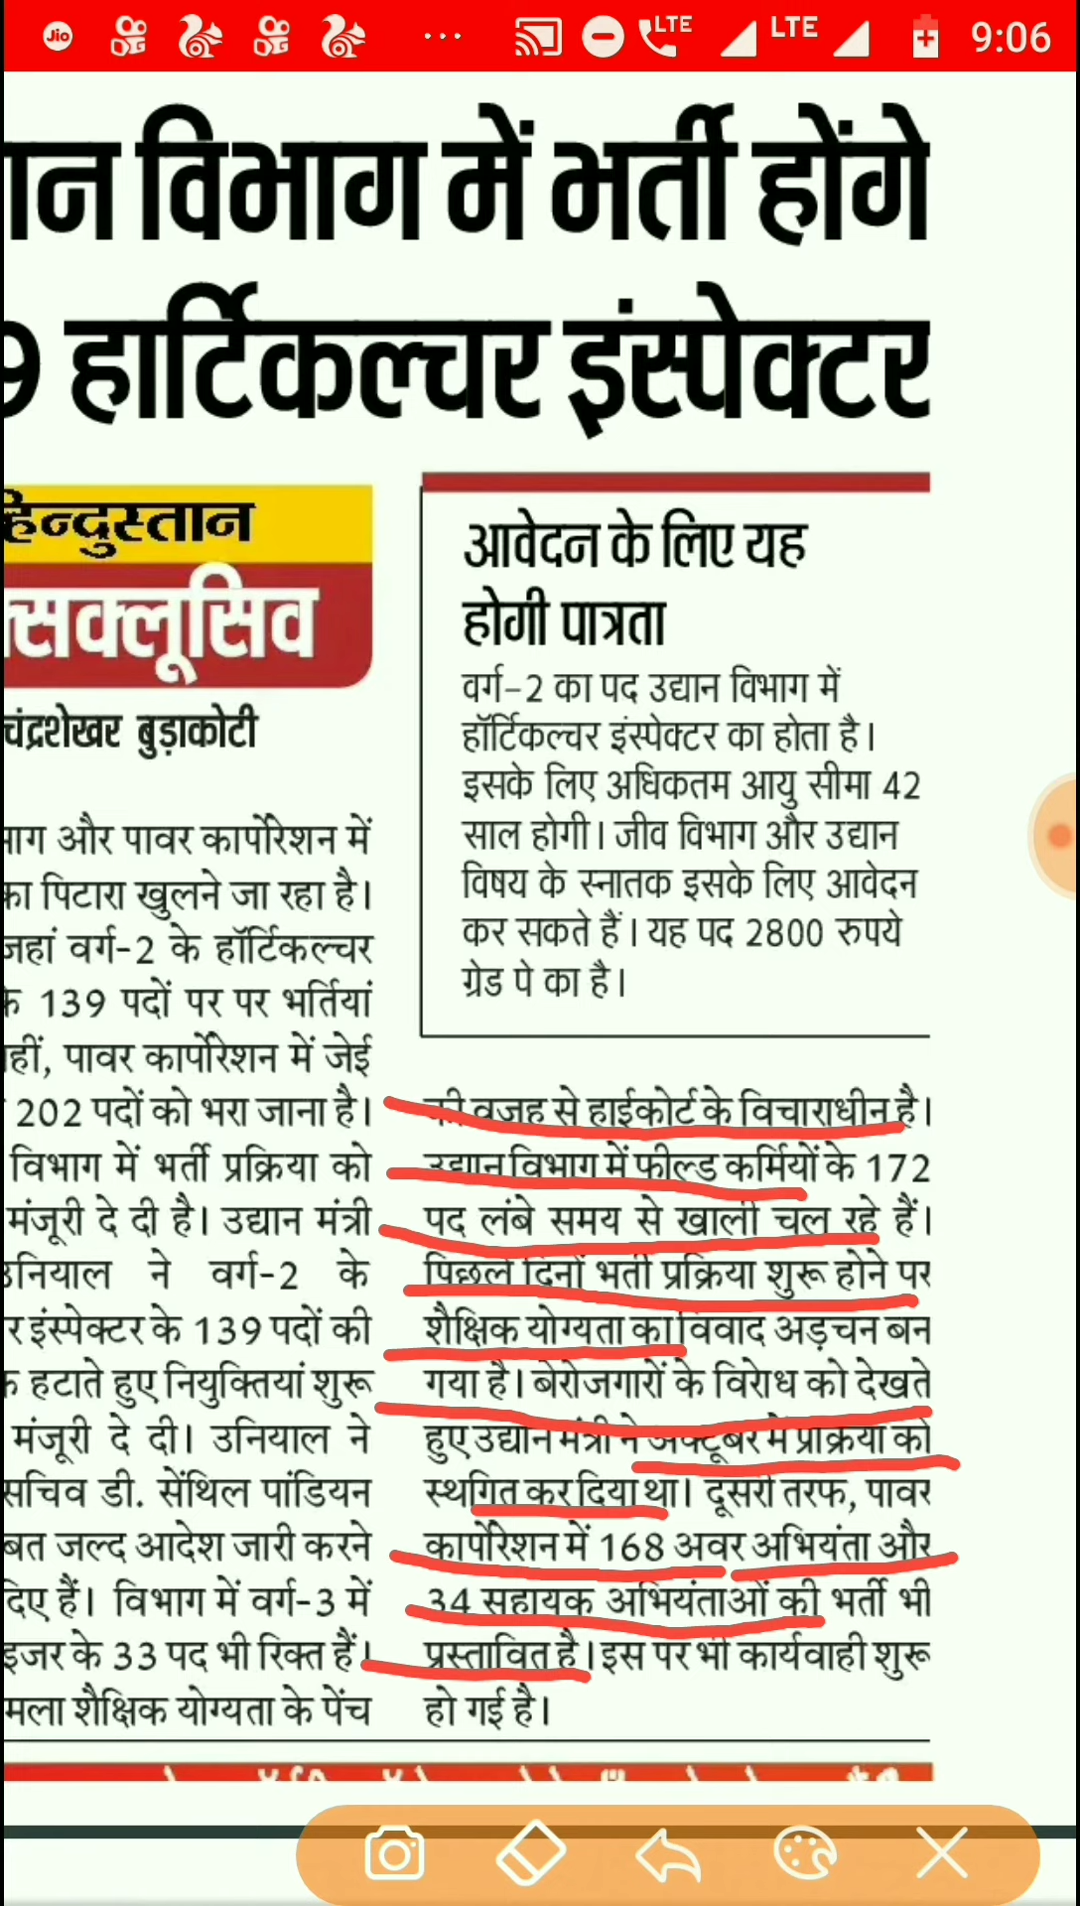 9:06
Jio
LTE
LTE
विभाग में भर्ती होंगे
9 हार्टिकल्चर इंस्पेक्टर
हिन्दुस्तान
चंद्रशेखर बुड़ाकोटी
और पावर कार्पोरेशन में
का पिटारा खुलने जा रहा है।
जहां वर्ग-2 के हॉर्टिकल्चर
के 139 पदों पर पर भर्तियां
पावर कार्पोरेशन में जेई
202 पदों को भरा जाना है।
विभाग में भर्ती प्रक्रिया को
मंजूरी दे दी है। उद्यान मंत्री
उनियाल ने वर्ग-2 के
इंस्पेक्टर के 139 पदों की
हटाते हुए नियुक्तियां शुरू
मंजूरी दे दी। उनियाल ने
सचिव डी. सेंथिल पांडियन
जल्द आदेश जारी करने
दिए हैं। विभाग में वर्ग-3 में
के 33 पद भी रिक्त हैं।
शैक्षिक योग्यता के पेंच
आवेदन के लिए यह
होगी पात्रता
वर्ग-2 का पद उद्यान विभाग में
हॉर्टिकल्चर इंस्पेक्टर का होता है।
इसके लिए अधिकतम आयु सीमा 42
साल होगी। जीव विभाग और उद्यान
विषय के स्नातक इसके लिए आवेदन
कर सकते हैं। यह पद 2800 रुपये
ग्रेड पे का है।
की वजह से हाईकोर्ट के विचाराधीन है।
उद्यान विभाग में फील्ड कर्मियों के 172
पद लंबे समय से खाली चल रहे हैं।
पिछले दिनों भर्ती प्रक्रिया शुरू होने पर
शैक्षिक योग्यता का विवाद अड़चन बन
गया है। बेरोजगारों के विरोध को देखते
हुए उद्यान मंत्री ने अक्टूबर में प्रक्रिया को
स्थगित कर दिया था। दूसरी तरफ, पावर
कार्पोरेशन में 168 अवर अभियंता और
34 सहायक अभियंताओं की भर्ती भी
प्रस्तावित है। इस पर भी कार्यवाही शुरू
हो गई है।